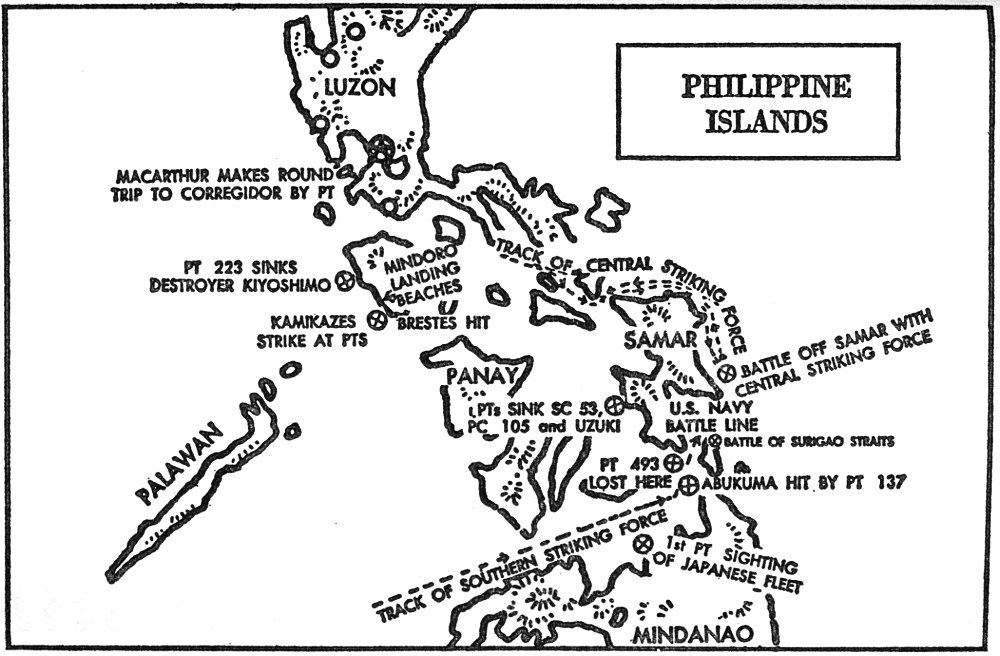 PHILIPPINE
ISLANDS
LUZON
MACARTHUR MAKES ROUND
TRIP TO CORREGIDOR BY PT
PT 223 SINKS
DESTROYER KIYOSHIMO
MINDORO
LANDING
BEACHES
KAMIKAZES
STRIKE AT PTS
BRESTES HIT
TRACK OF CENTRAL STRIKING FORCE
SAMAR
BATTLE OFF SAMAR WITH
CENTRAL STRIKING FORCE
PANAY
PTs SINK SC 53,
PC 105 and UZUKI
U.S. NAVY
BATTLE LINE
BATTLE OF SURIGAO STRAITS
PALAWAN
PT 493
LOST HERE
ABUKUMA HIT BY PT 137
TRACK OF SOUTHERN STRIKING FORCE
1st PT SIGHTING
OF JAPANESE FLEET
MINDANAO